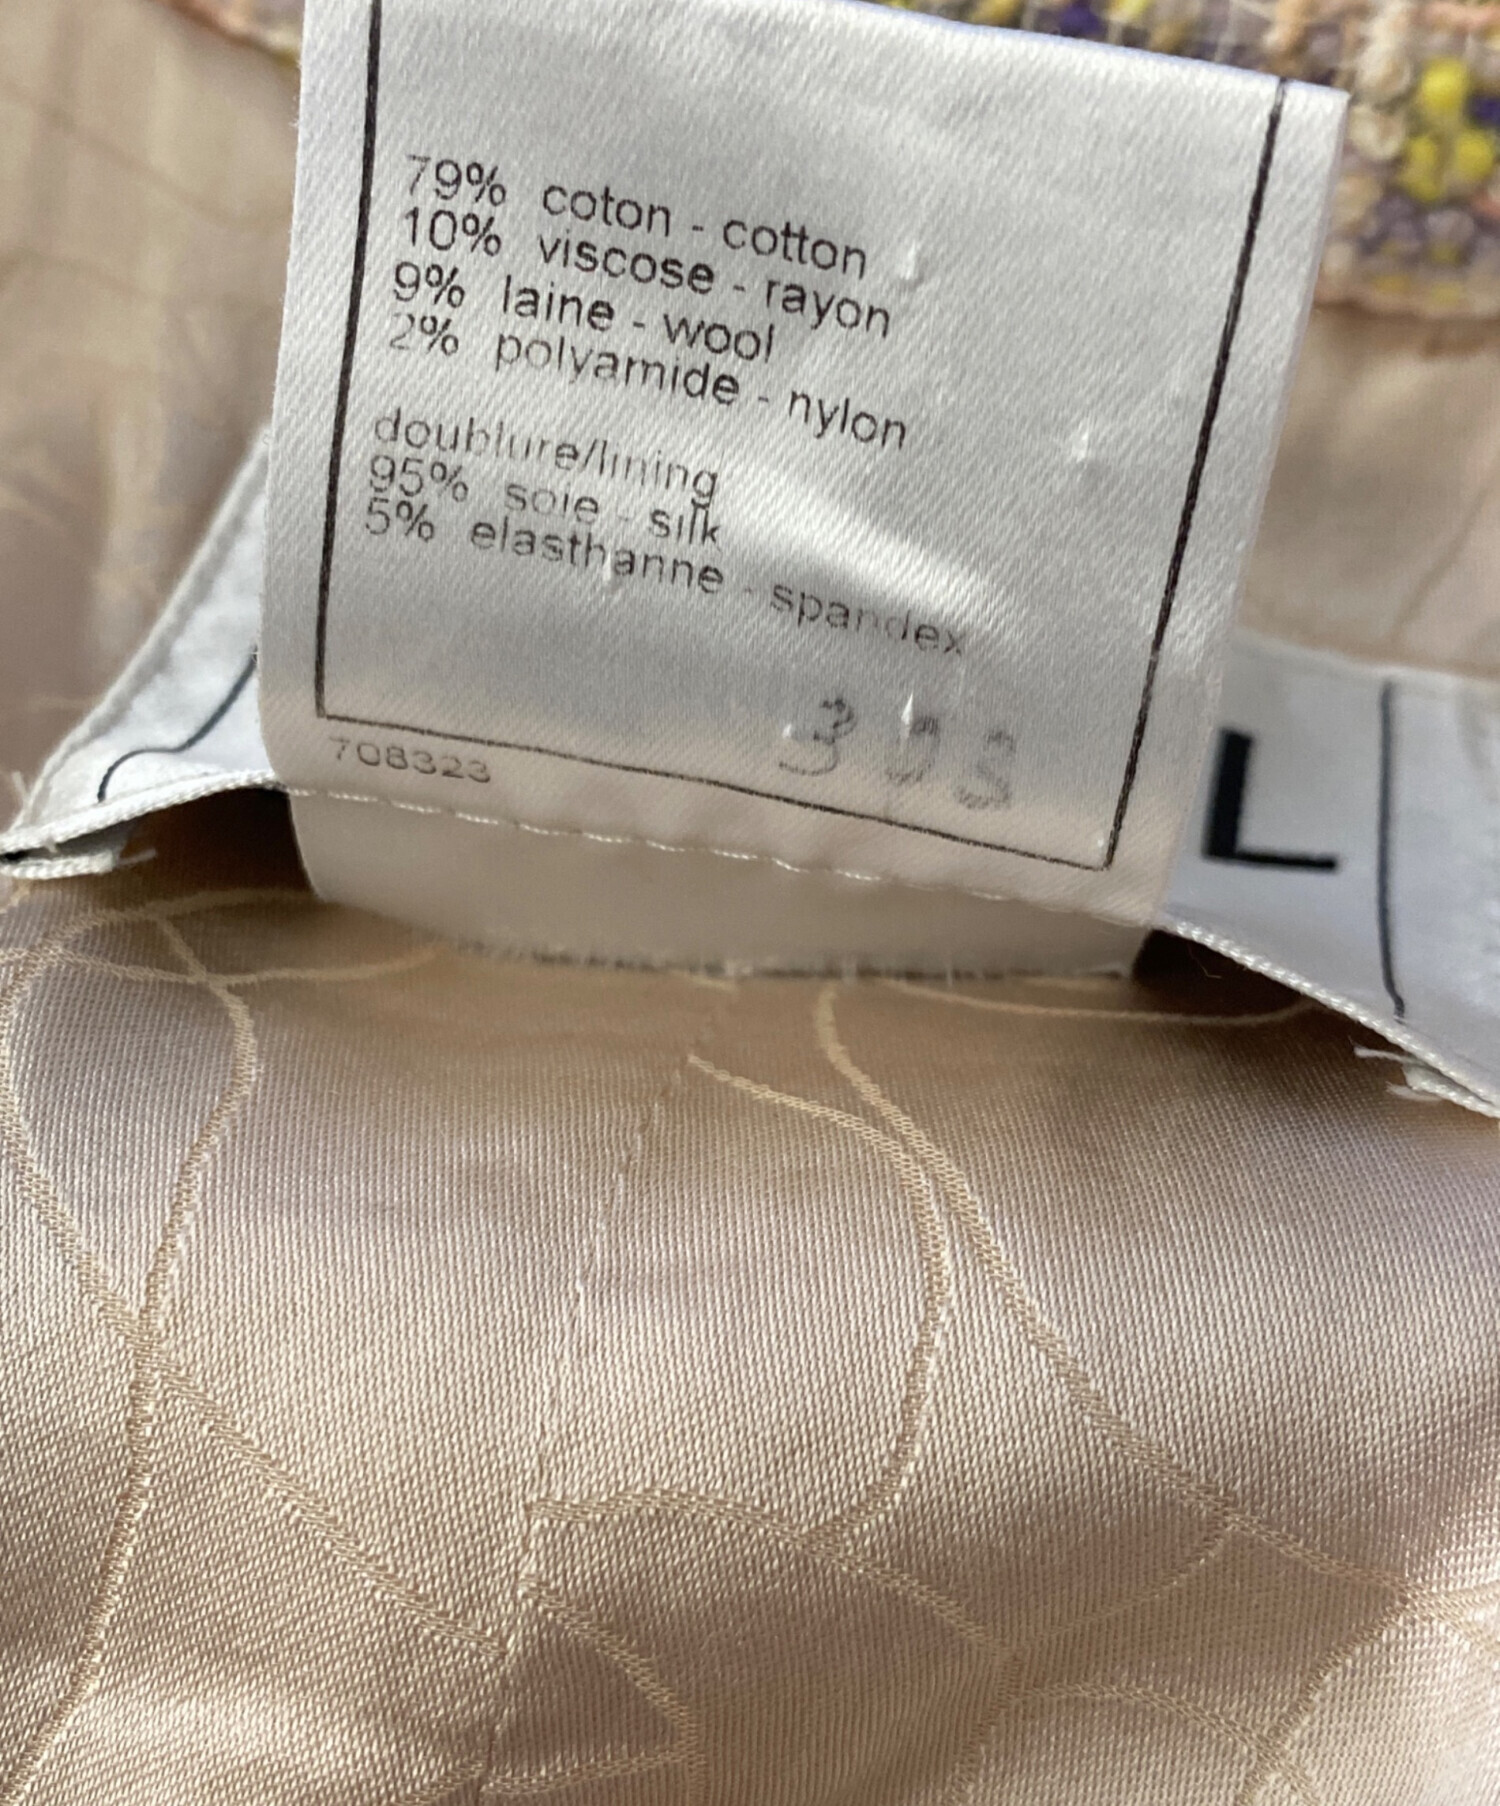 79% coton - cotton
10% viscose - rayon
9% laine - wool
2% polyamide - nylon
doublure/lining
95% soie - silk
5% elasthanne - spandex
708323
L